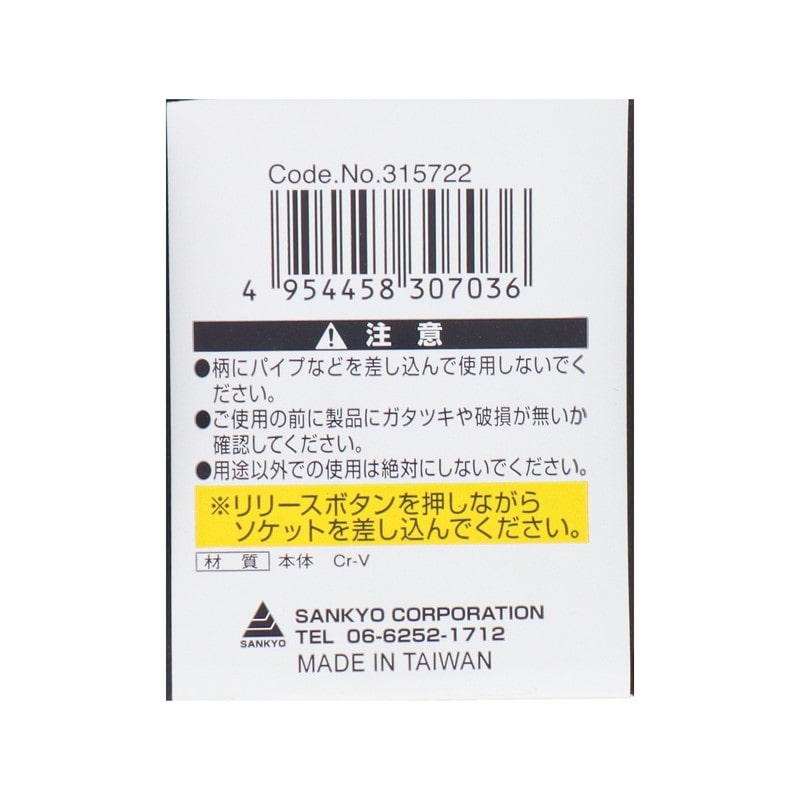 Code.No.315722
4 954458 307036
注意
●柄にパイプなどを差し込んで使用しないでく
ださい。
●ご使用の前に製品にガタツキや破損が無いか
確認してください。
●用途以外での使用は絶対にしないでください。
※リリースボタンを押しながら
ソケットを差し込んでください。
材質 本体 Cr-V
SANKYO CORPORATION
SANKYO TEL 06-6252-1712
MADE IN TAIWAN